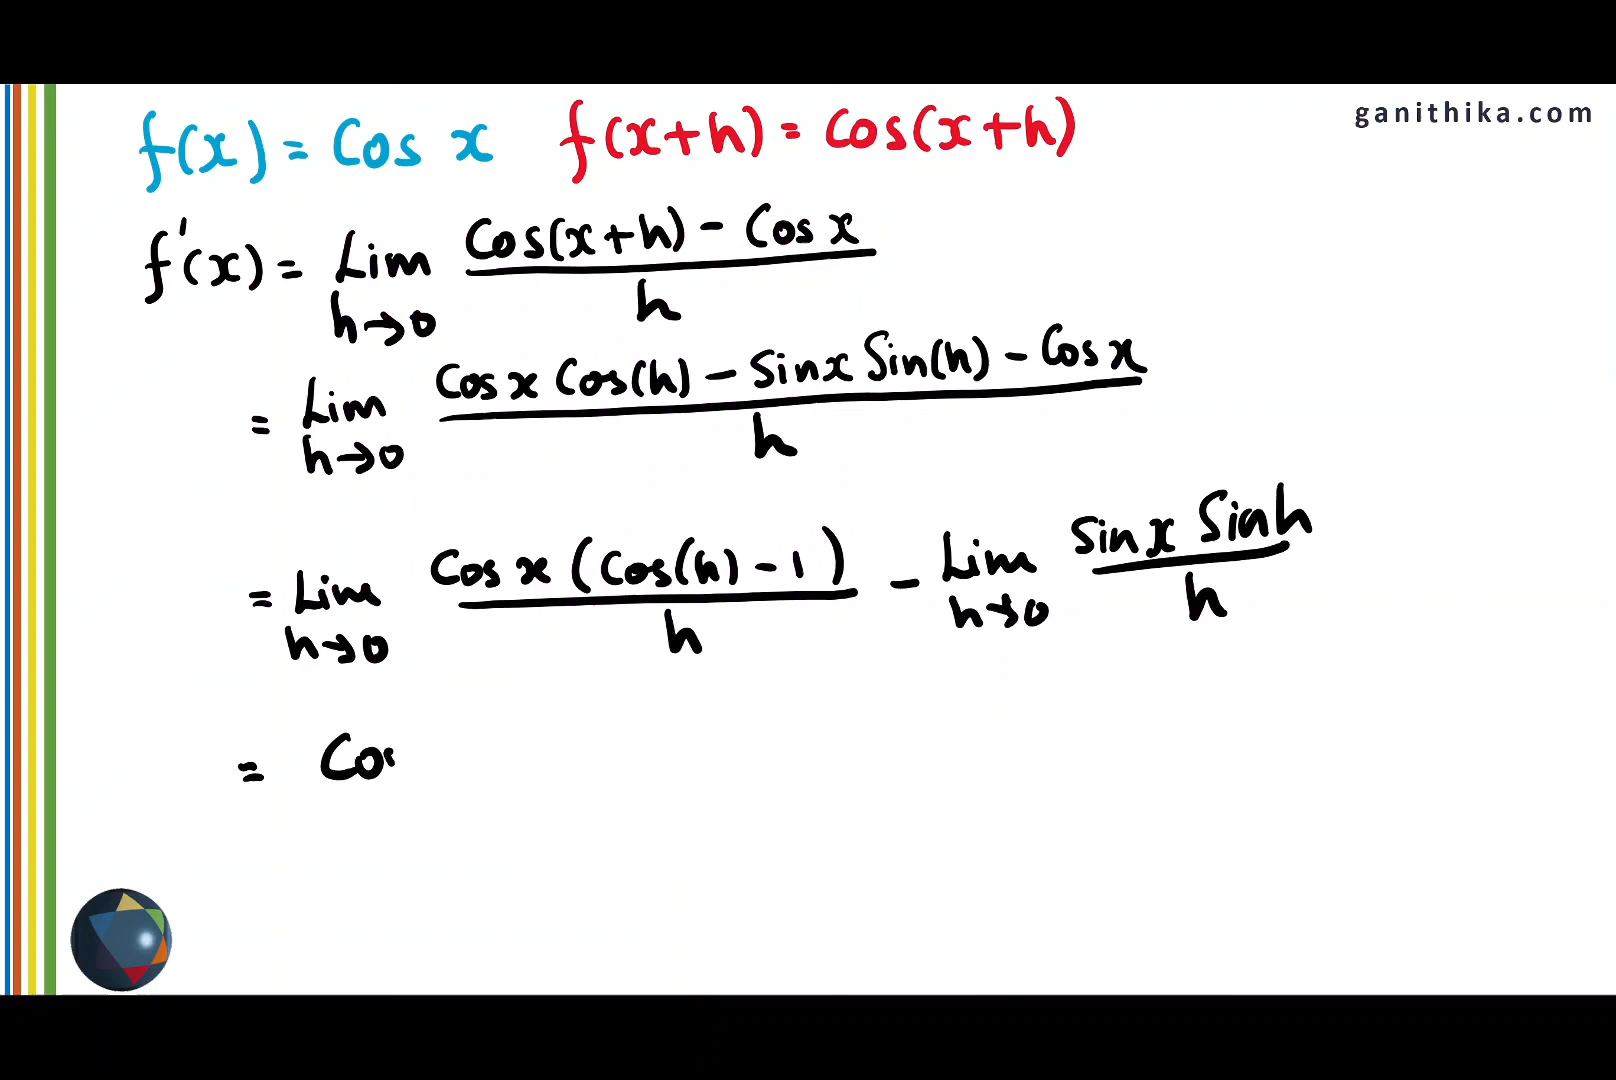 ganithika.com
f(x) = Cos x f(x+h) = Cos(x+h)
f'(x) = Lim h→0 Cos(x+h) - Cos x / h
= Lim h→0 Cos x Cos(h) - Sin x Sin(h) - Cos x / h
= Lim h→0 Cos x (Cos(h) - 1) / h - Lim h→0 Sin x Sin h / h
= Co